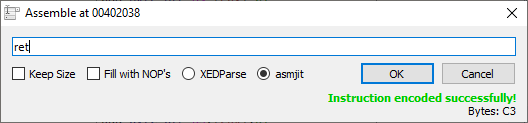 Assemble at 00402038
ret
Keep Size Fill with NOP's XEDParse asmjit OK Cancel
Instruction encoded successfully!
Bytes: C3